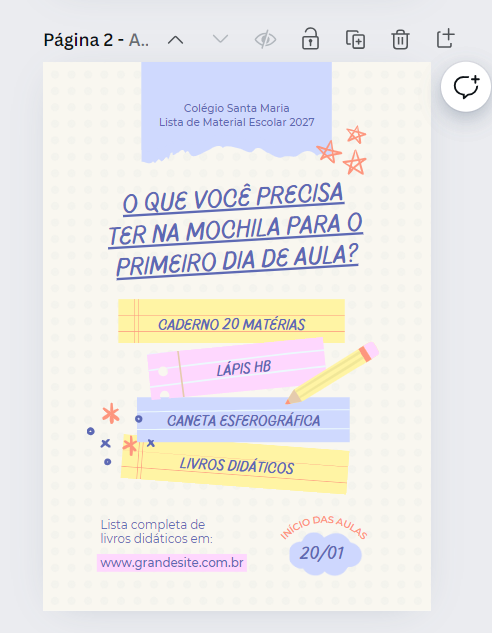 Página 2 - A..
Colégio Santa Maria
Lista de Material Escolar 2027
O QUE VOCÊ PRECISA
TER NA MOCHILA PARA O
PRIMEIRO DIA DE AULA?
CADERNO 20 MATÉRIAS
LÁPIS HB
CANETA ESFEROGRÁFICA
LIVROS DIDÁTICOS
Lista completa de
livros didáticos em:
www.grandesite.com.br
INÍCIO DAS AULAS
20/01